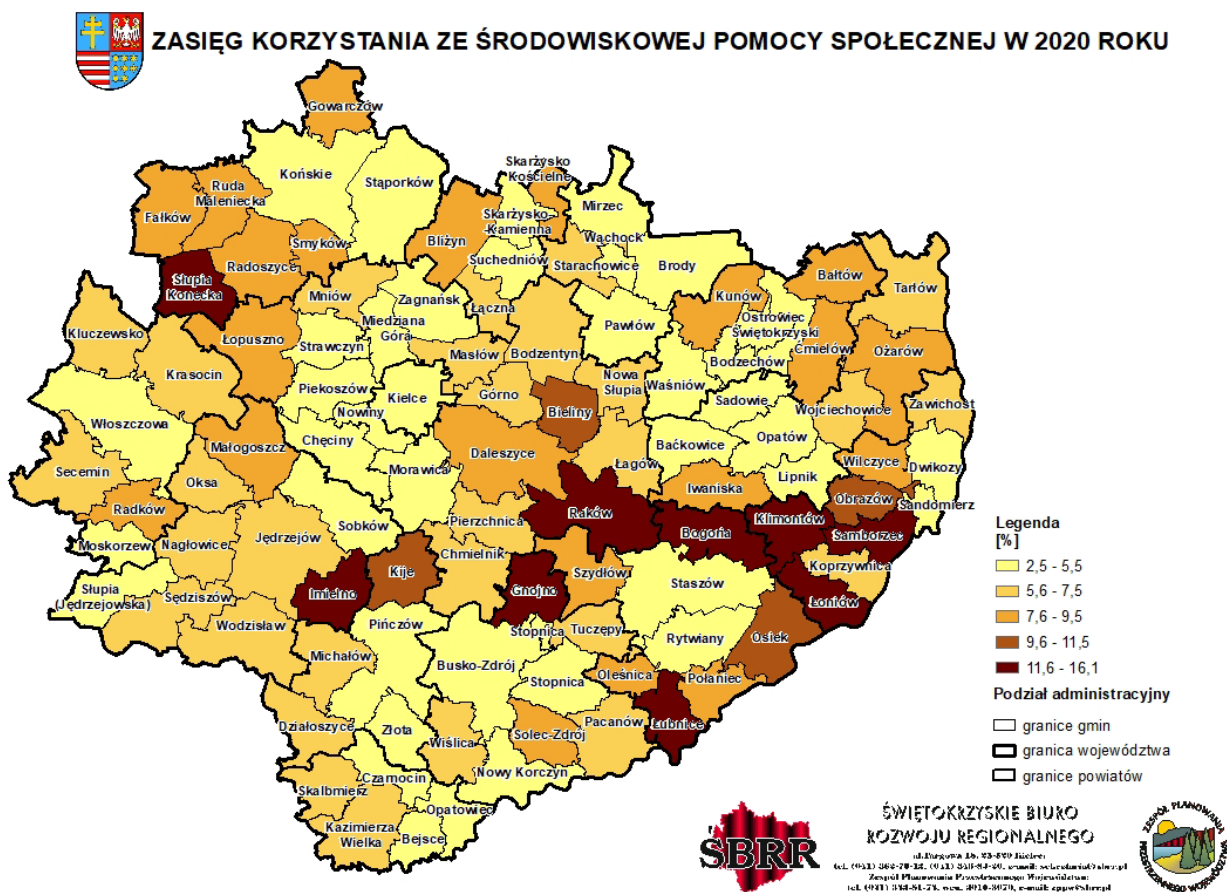 ZASIĘG KORZYSTANIA ZE ŚRODOWISKOWEJ POMOCY SPOŁECZNEJ W 2020 ROKU
Gowarczów
Końskie
Stąporków
Skarżysko
Kościelne
Ruda
Maleniecka
Fałków
Mirzec
Skarżysko-
-Kamienna
Smyków
Bliżyn
Wąchock
Radoszyce
Suchedniów
Starachowice
Brody
Bałtów
Słupia
Konecka
Tarłów
Mniów
Zagnańsk
Łączna
Kunów
Kluczewsko
Łopuszno
Miedziana
Góra
Pawłów
Ostrowiec
Świętokrzyski
Strawczyn
Masłów
Bodzentyn
Ćmielów
Ożarów
Krasocin
Bodzechów
Piekoszów
Kielce
Górno
Nowa
Słupia
Waśniów
Sadowie
Wojciechowice
Zawichost
Nowiny
Bieliny
Włoszczowa
Chęciny
Małogoszcz
Baćkowice
Opatów
Daleszyce
Morawica
Łagów
Lipnik
Wilczyce
Dwikozy
Secemin
Oksa
Iwaniska
Obrazów
Radków
Sandomierz
Sobków
Pierzchnica
Raków
Klimontów
Bogoria
Samborzec
Moskorzew
Nagłowice
Jędrzejów
Chmielnik
Kije
Koprzywnica
Szydłów
Staszów
Słupia
(Jędrzejowska)
Sędziszów
Imielno
Gnojno
Łoniów
Wodzisław
Pińczów
Stopnica
Tuczępy
Rytwiany
Osiek
Michałów
Busko-Zdrój
Stopnica
Oleśnica
Połaniec
Działoszyce
Złota
Wiślica
Solec-Zdrój
Pacanów
Łubnice
Czarnocin
Nowy Korczyn
Skalbmierz
Opatowiec
Kazimierza
Wielka
Bejsce
Legenda
[%]
2,5 - 5,5
5,6 - 7,5
7,6 - 9,5
9,6 - 11,5
11,6 - 16,1
Podział administracyjny
granice gmin
granica województwa
granice powiatów
SBRR
ŚWIĘTOKRZYSKIE BIURO
ROZWOJU REGIONALNEGO
ZESPÓŁ PLANOWANIA
PRZESTRZENNEGO WOJEWÓDZTWA